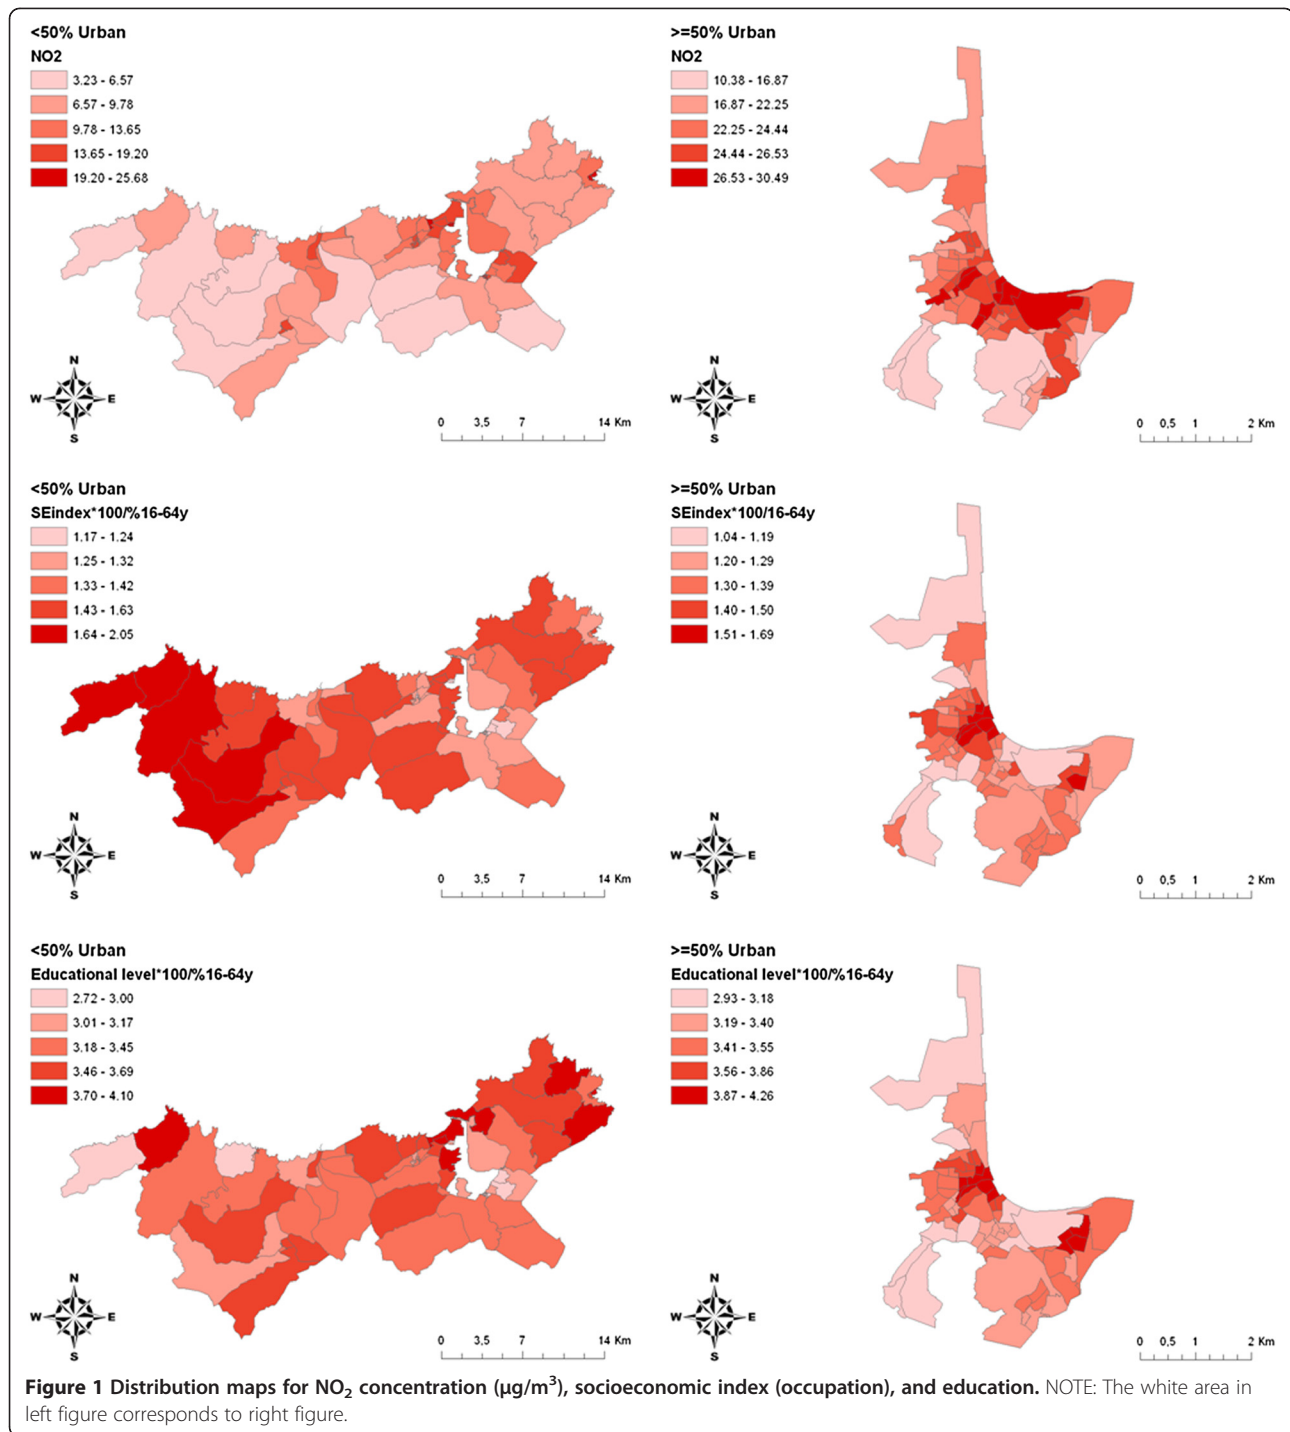 <50% Urban
NO2
3.23 - 6.57
6.57 - 9.78
9.78 - 13.65
13.65 - 19.20
19.20 - 25.68
N
W E
S
0 3,5 7 14 Km
>=50% Urban
NO2
10.38 - 16.87
16.87 - 22.25
22.25 - 24.44
24.44 - 26.53
26.53 - 30.49
N
W E
S
0 0,5 1 2 Km
<50% Urban
SEindex*100/%16-64y
1.17 - 1.24
1.25 - 1.32
1.33 - 1.42
1.43 - 1.63
1.64 - 2.05
N
W E
S
0 3,5 7 14 Km
>=50% Urban
SEindex*100/16-64y
1.04 - 1.19
1.20 - 1.29
1.30 - 1.39
1.40 - 1.50
1.51 - 1.69
N
W E
S
0 0,5 1 2 Km
<50% Urban
Educational level*100/%16-64y
2.72 - 3.00
3.01 - 3.17
3.18 - 3.45
3.46 - 3.69
3.70 - 4.10
N
W E
S
0 3,5 7 14 Km
>=50% Urban
Educational level*100/%16-64y
2.93 - 3.18
3.19 - 3.40
3.41 - 3.55
3.56 - 3.86
3.87 - 4.26
N
W E
S
0 0,5 1 2 Km
Figure 1 Distribution maps for NO₂ concentration (μg/m³), socioeconomic index (occupation), and education. NOTE: The white area in
left figure corresponds to right figure.